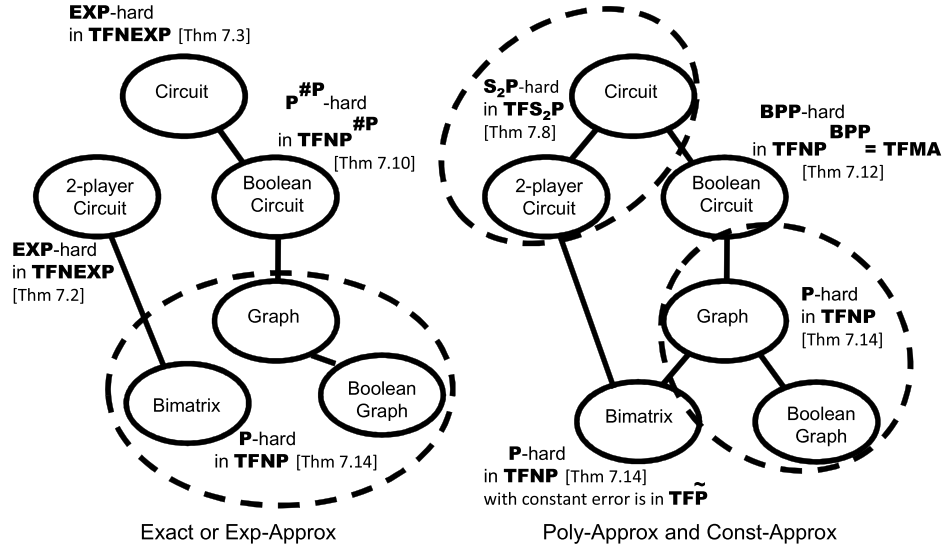 EXP-hard
in TFNEXP [Thm 7.3]
Circuit
P^#P-hard
in TFNP^#P
[Thm 7.10]
2-player
Circuit
Boolean
Circuit
EXP-hard
in TFNEXP
[Thm 7.2]
Graph
Bimatrix
Boolean
Graph
P-hard
in TFNP [Thm 7.14]
Exact or Exp-Approx
S₂P-hard
in TFS₂P
[Thm 7.8]
Circuit
BPP-hard
in TFNP^BPP = TFMA
[Thm 7.12]
2-player
Circuit
Boolean
Circuit
Graph
P-hard
in TFNP
[Thm 7.14]
Bimatrix
Boolean
Graph
P-hard
in TFNP [Thm 7.14]
with constant error is in TFP̃
Poly-Approx and Const-Approx